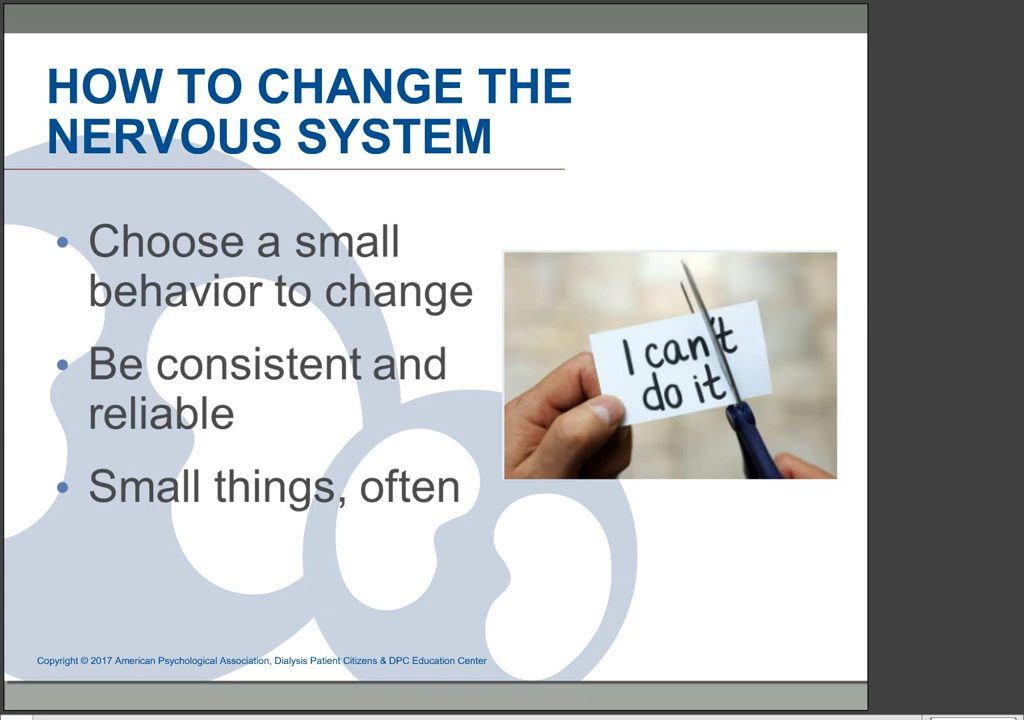 HOW TO CHANGE THE
NERVOUS SYSTEM
• Choose a small
behavior to change
• Be consistent and
reliable
• Small things, often
I can't
do it
Copyright © 2017 American Psychological Association, Dialysis Patient Citizens & DPC Education Center